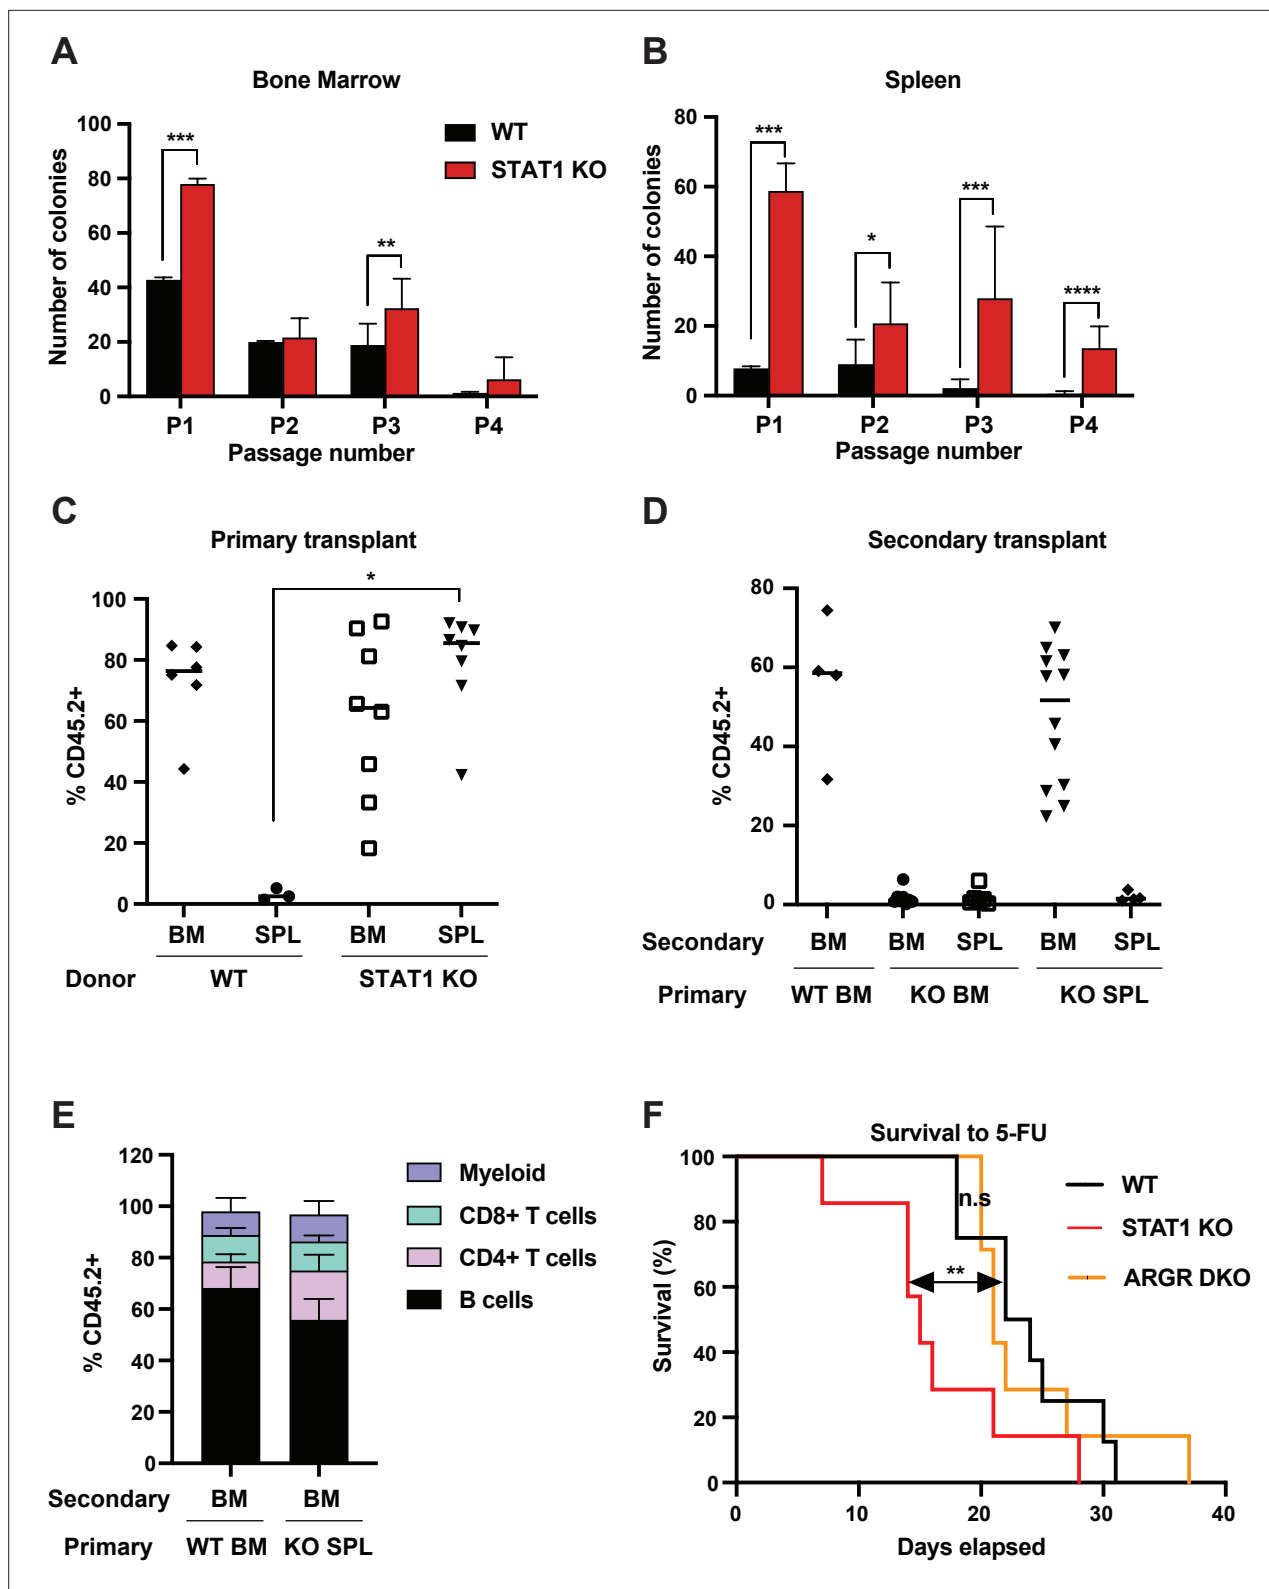 A
Bone Marrow
100
80
60
40
20
0
Number of colonies
***
**
WT
STAT1 KO
P1 P2 P3 P4
Passage number
B
Spleen
80
60
40
20
0
Number of colonies
***
*
***
****
P1 P2 P3 P4
Passage number
C
Primary transplant
*
100
80
60
40
20
0
% CD45.2+
BM SPL BM SPL
Donor WT STAT1 KO
D
Secondary transplant
80
60
40
20
0
% CD45.2+
Secondary BM BM SPL BM SPL
Primary WT BM KO BM KO SPL
E
120
100
80
60
40
20
0
% CD45.2+
Myeloid
CD8+ T cells
CD4+ T cells
B cells
Secondary BM BM
Primary WT BM KO SPL
F
Survival to 5-FU
100
80
60
40
20
0
Survival (%)
n.s
**
WT
STAT1 KO
ARGR DKO
0 10 20 30 40
Days elapsed